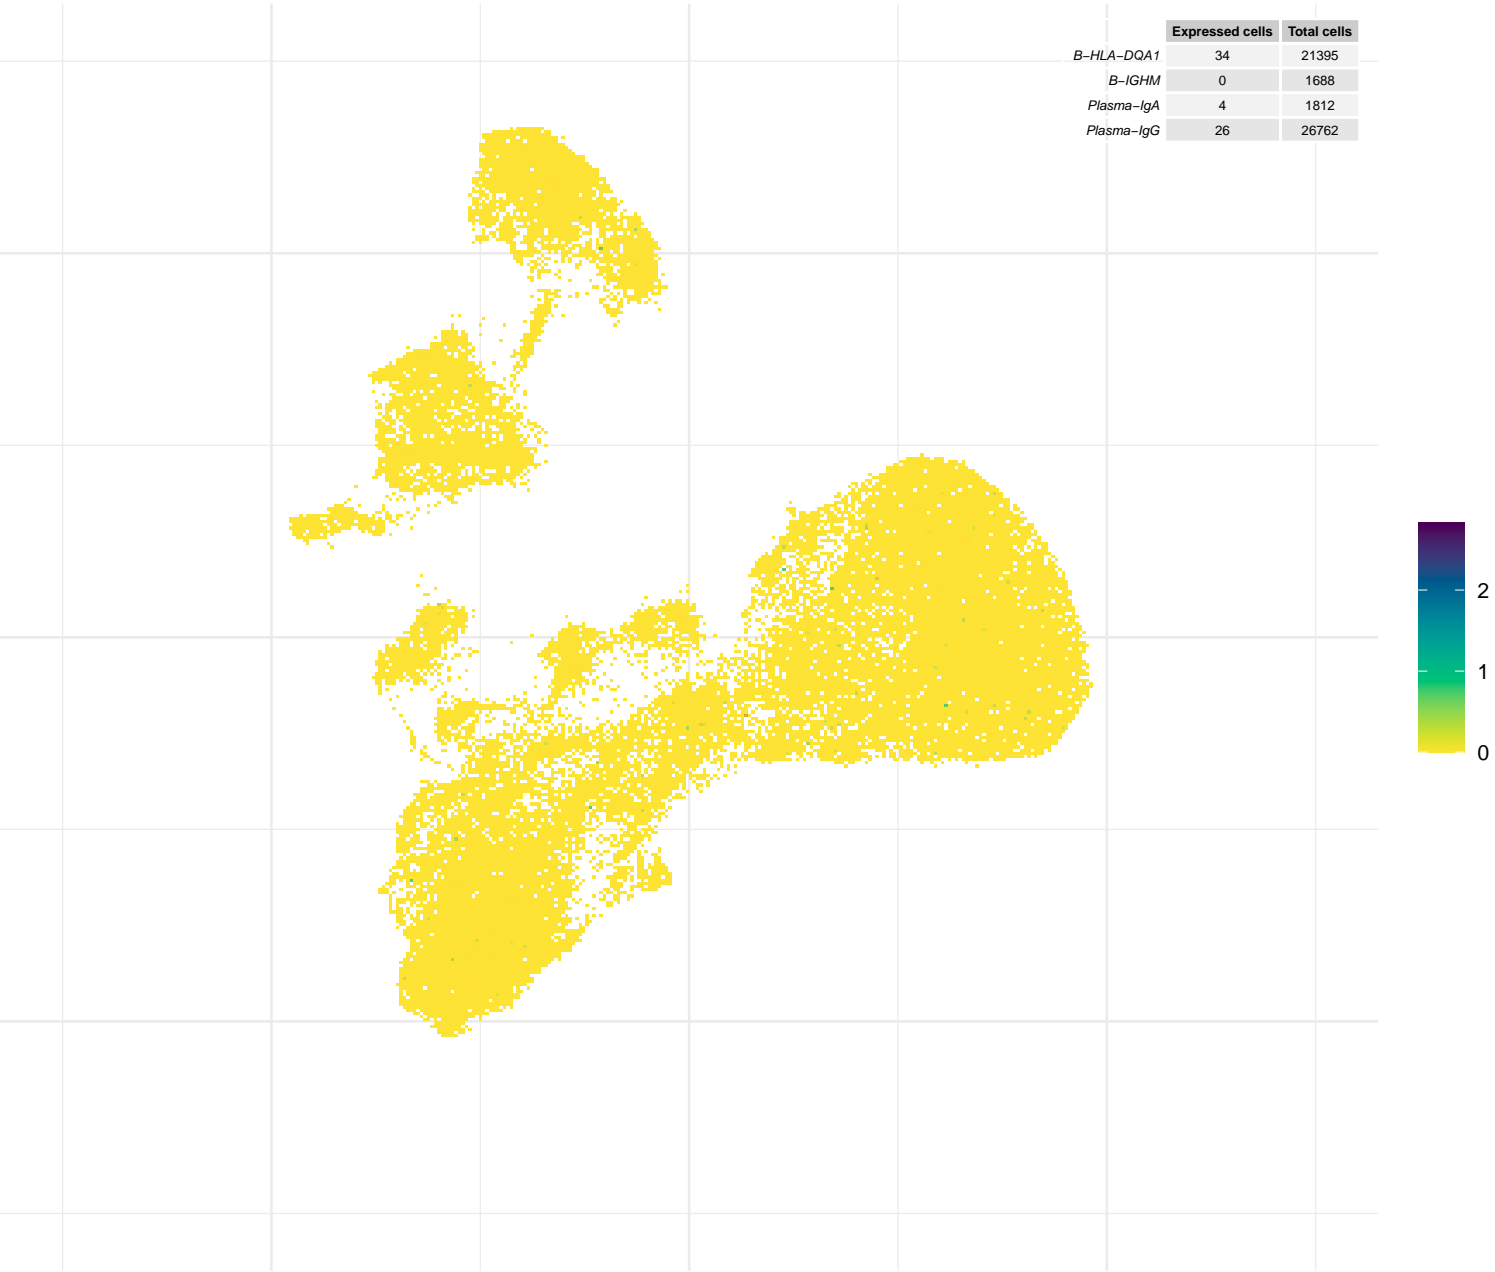 Expressed cells Total cells
B−HLA−DQA1 34 21395
B−IGHM 0 1688
Plasma−IgA 4 1812
Plasma−IgG 26 26762
2
1
0